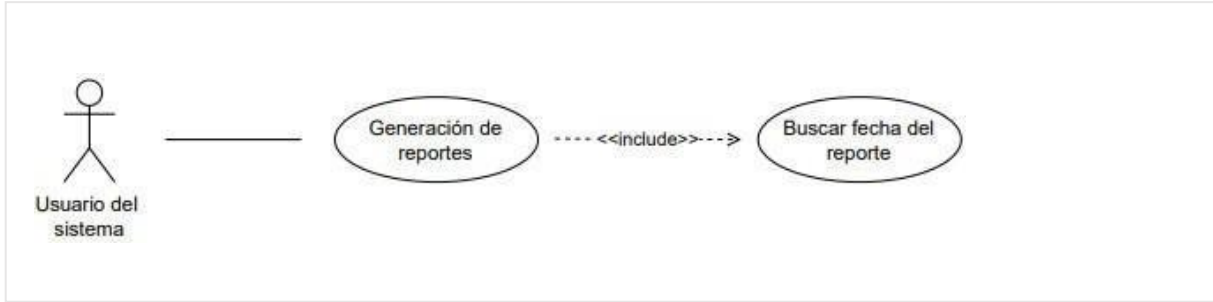 Usuario del
sistema
Generación de
reportes
<<include>>
Buscar fecha del
reporte